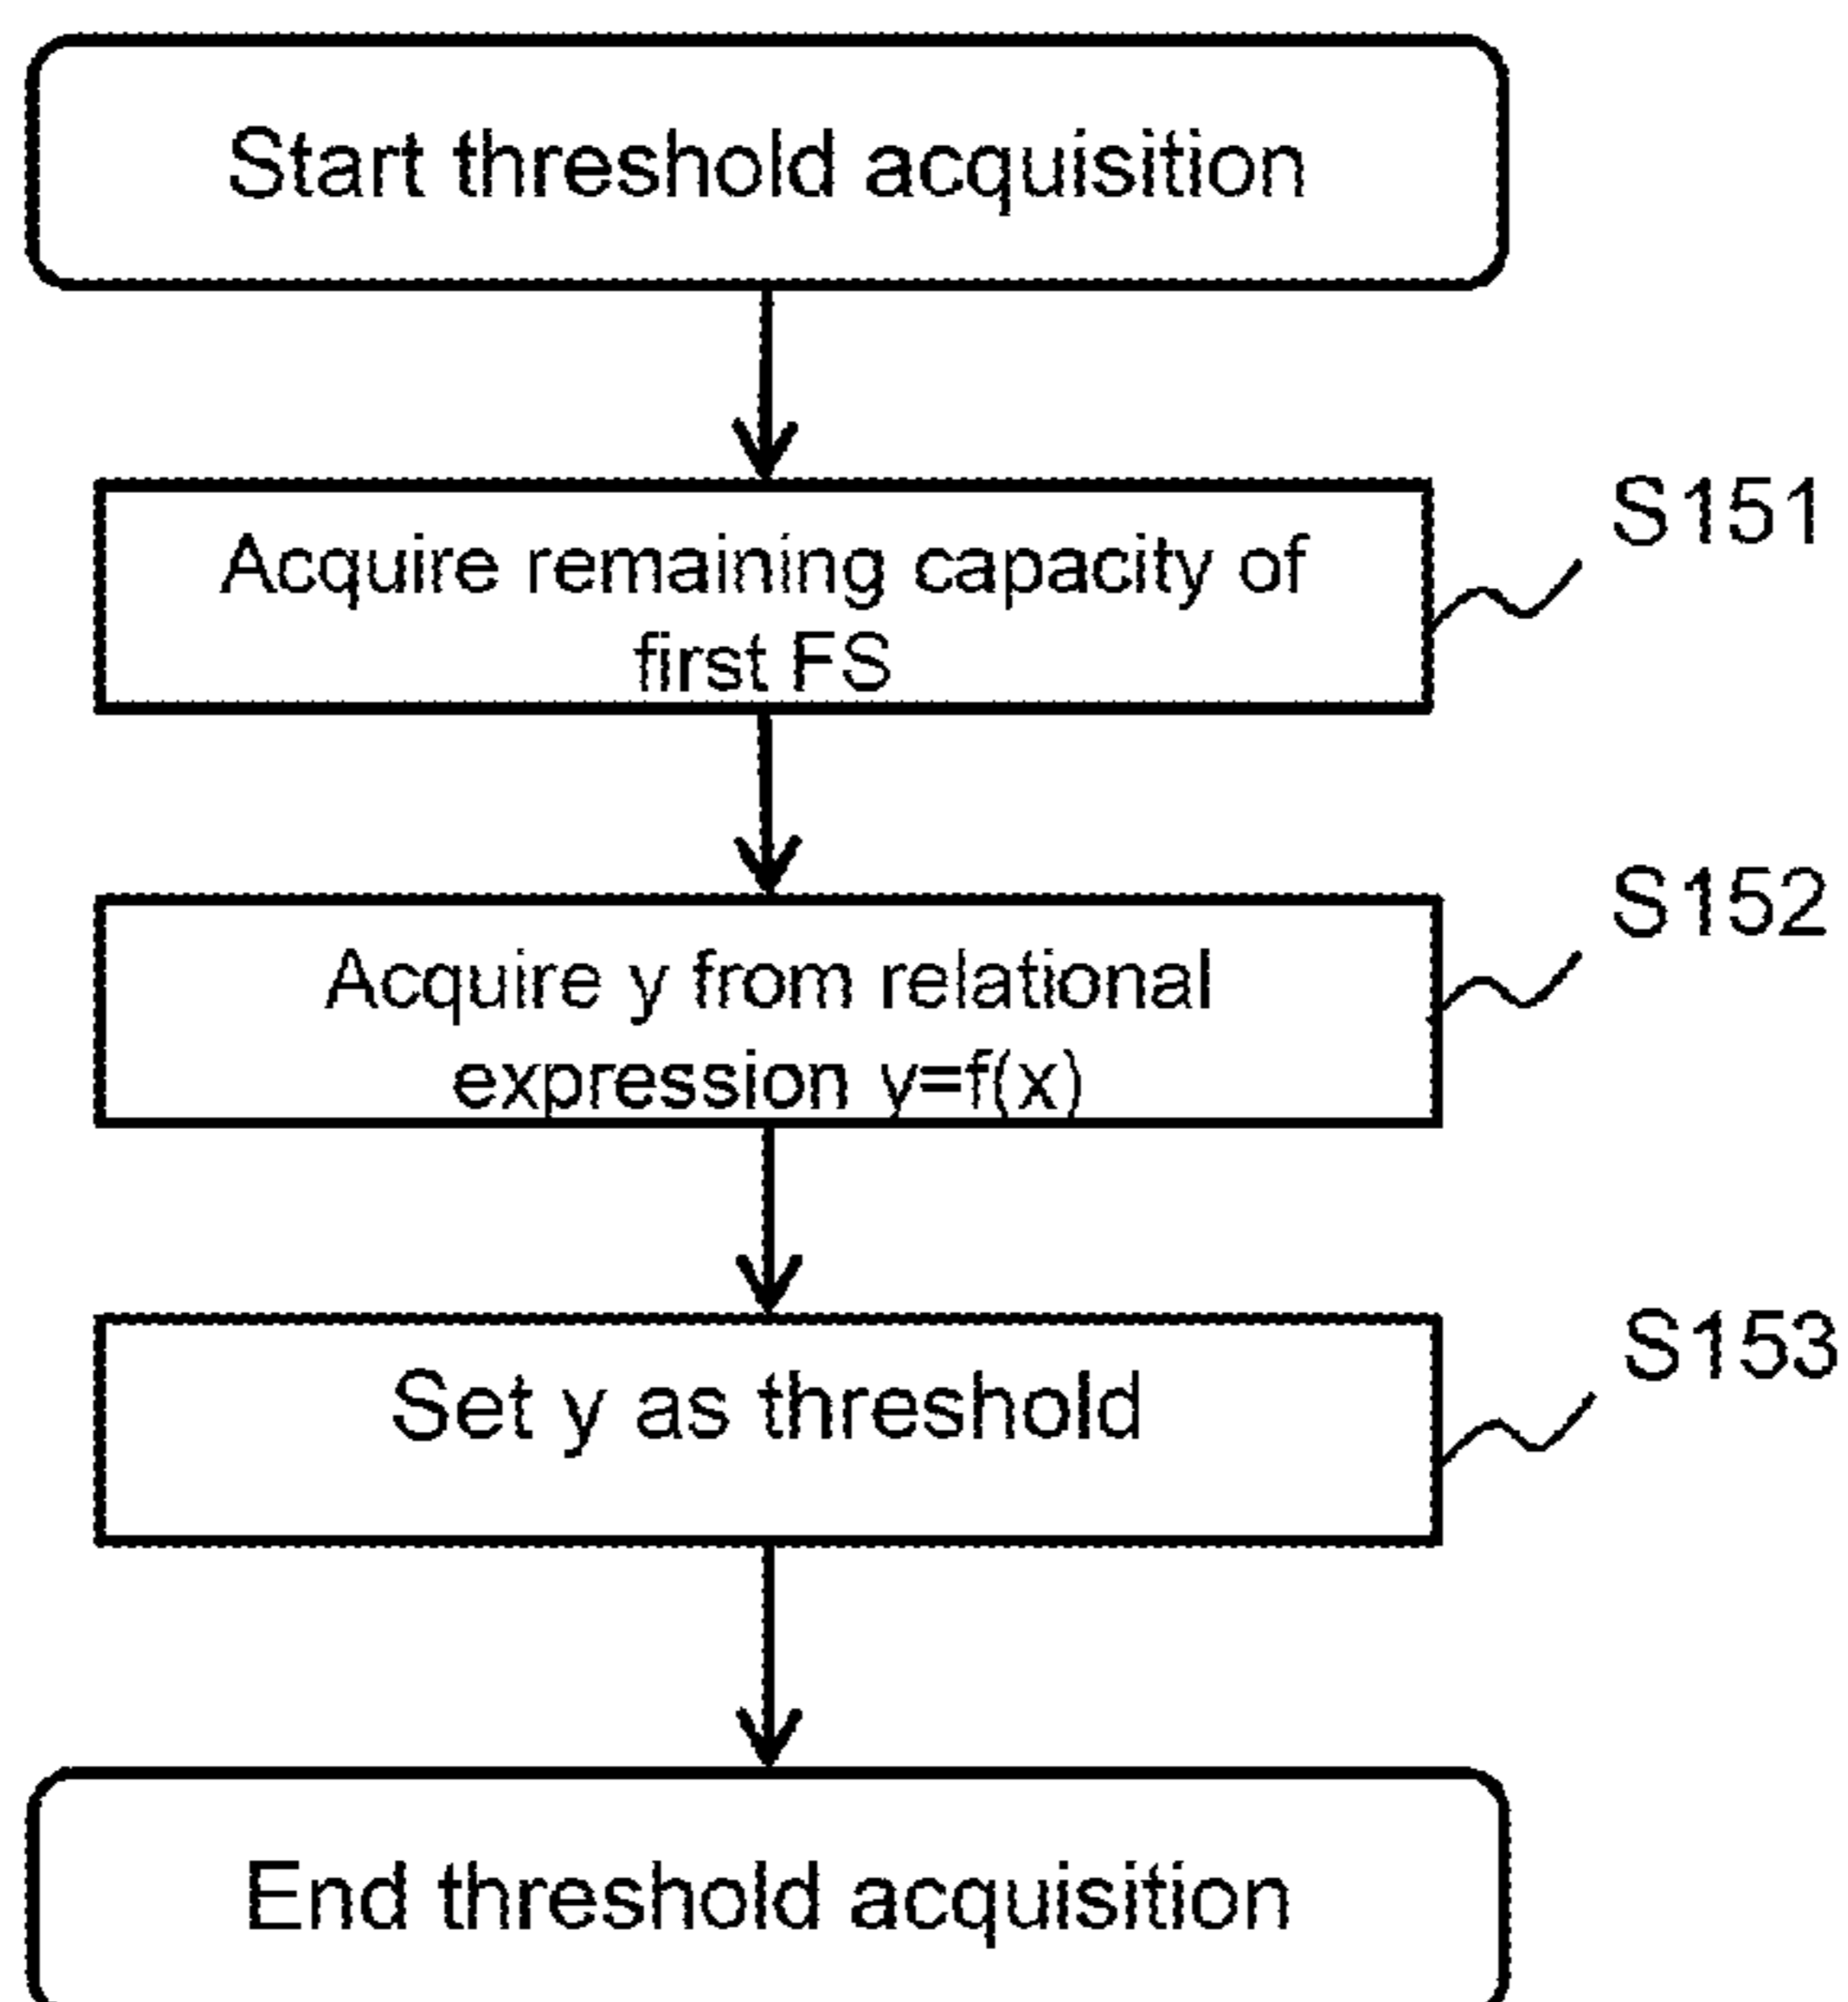 Start threshold acquisition
Acquire remaining capacity of
first FS
S151
Acquire y from relational
expression y=f(x)
S152
Set y as threshold
S153
End threshold acquisition